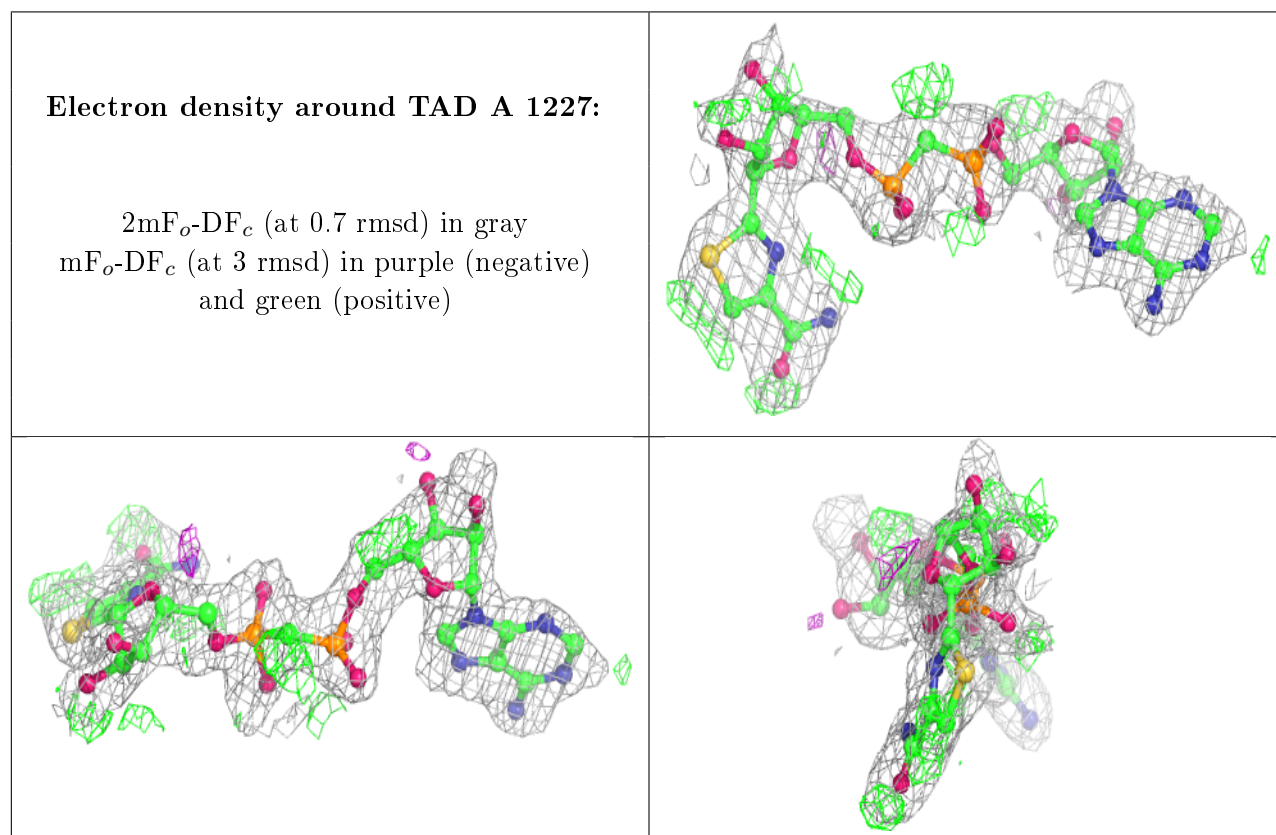 Electron density around TAD A 1227:
2mFₒ-DF𝒸 (at 0.7 rmsd) in gray
mFₒ-DF𝒸 (at 3 rmsd) in purple (negative)
and green (positive)